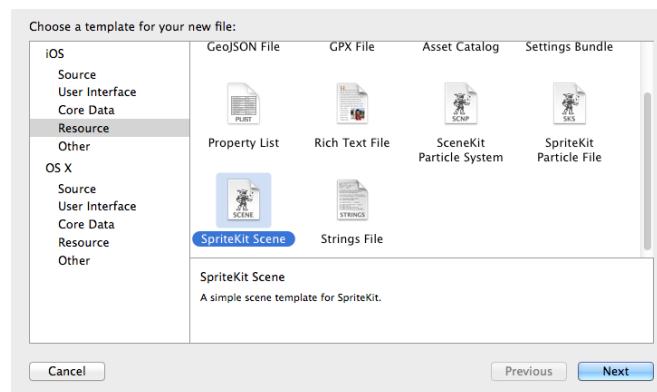 Choose a template for your new file:
iOS
Source
User Interface
Core Data
Resource
Other
OS X
Source
User Interface
Core Data
Resource
Other
GeoJSON File
GPX File
Asset Catalog
Settings Bundle
PLIST
SCNP
SKS
Property List
Rich Text File
SceneKit
Particle System
SpriteKit
Particle File
SCENE
STRINGS
SpriteKit Scene
Strings File
SpriteKit Scene
A simple scene template for SpriteKit.
Cancel
Previous
Next